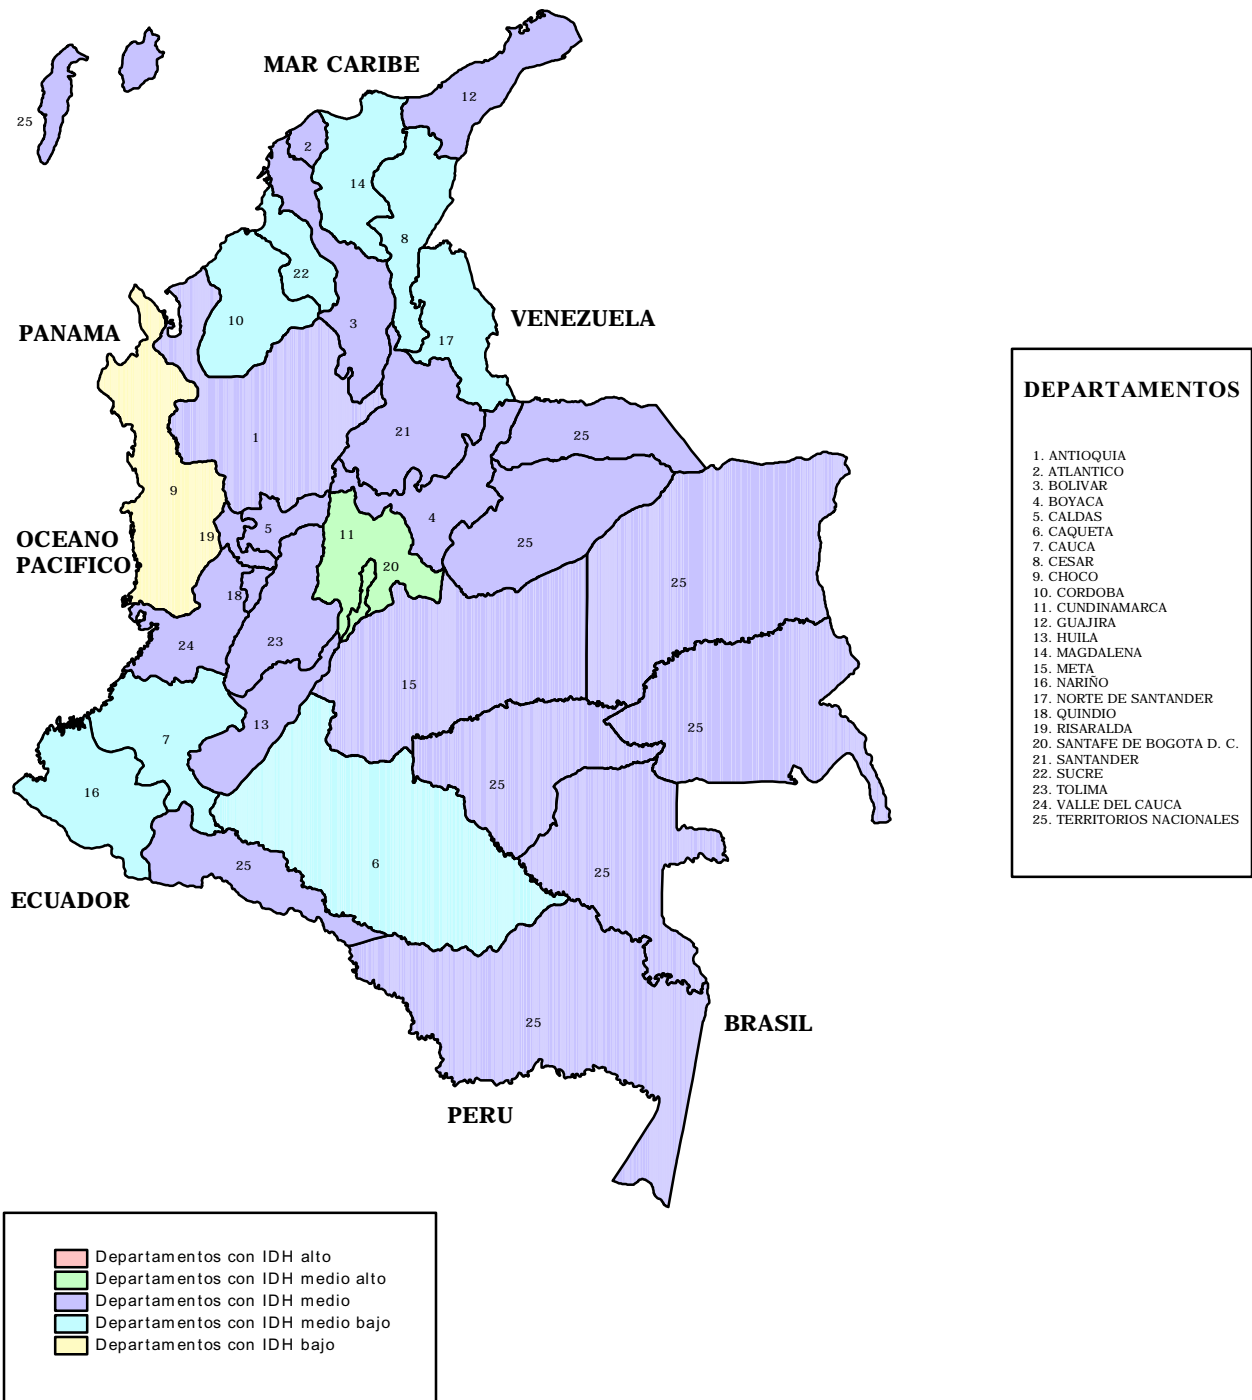 MAR CARIBE
12
25
2
14
8
22
10
3
17
VENEZUELA
PANAMA
DEPARTAMENTOS
1. ANTIOQUIA
2. ATLANTICO
3. BOLIVAR
4. BOYACA
5. CALDAS
6. CAQUETA
7. CAUCA
8. CESAR
9. CHOCO
10. CORDOBA
11. CUNDINAMARCA
12. GUAJIRA
13. HUILA
14. MAGDALENA
15. META
16. NARIÑO
17. NORTE DE SANTANDER
18. QUINDIO
19. RISARALDA
20. SANTAFE DE BOGOTA D. C.
21. SANTANDER
22. SUCRE
23. TOLIMA
24. VALLE DEL CAUCA
25. TERRITORIOS NACIONALES
1
21
25
9
4
5
11
19
OCEANO
PACIFICO
25
20
25
18
24
23
15
13
7
25
25
16
25
6
25
ECUADOR
25
BRASIL
PERU
Departamentos con IDH alto
Departamentos con IDH medio alto
Departamentos con IDH medio
Departamentos con IDH medio bajo
Departamentos con IDH bajo